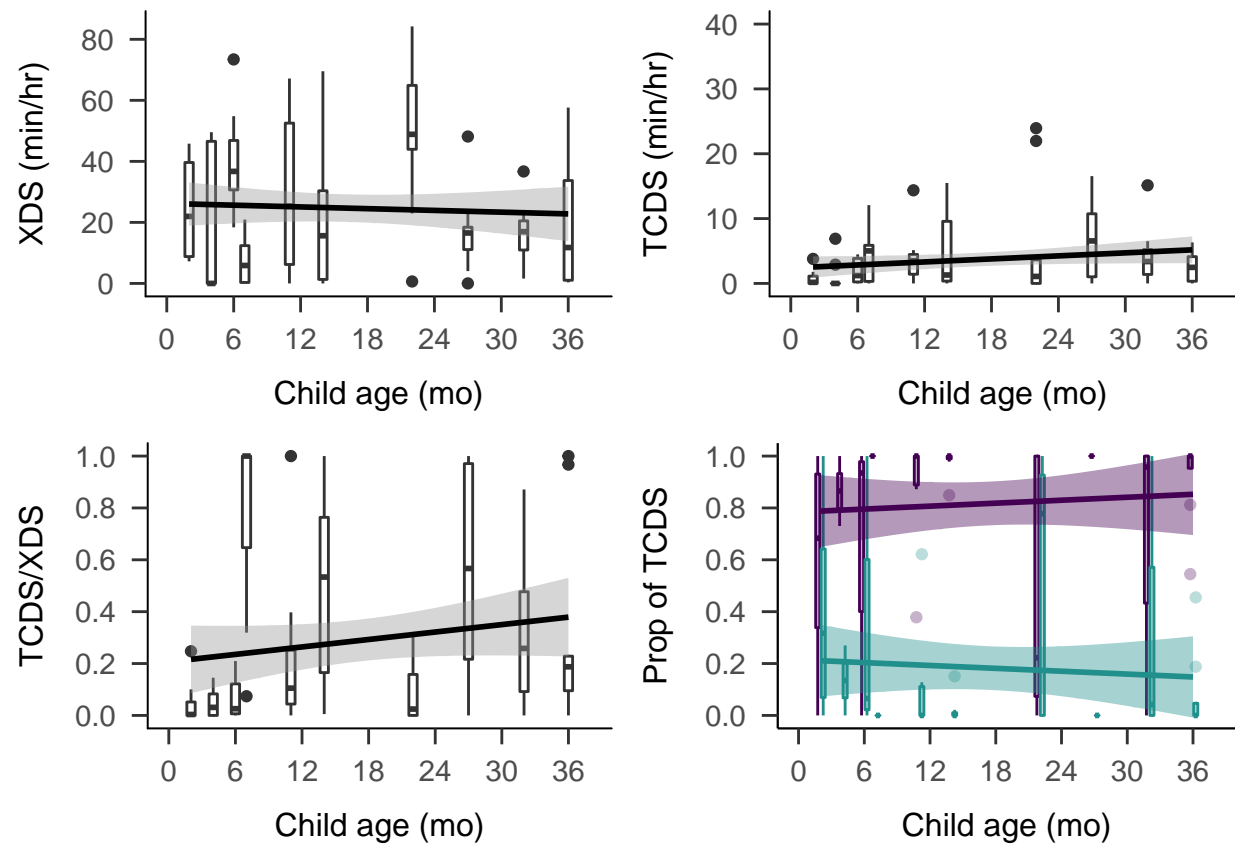 XDS (min/hr)
80
60
40
20
0
0 6 12 18 24 30 36
Child age (mo)
TCDS (min/hr)
40
30
20
10
0
0 6 12 18 24 30 36
Child age (mo)
TCDS/XDS
1.0
0.8
0.6
0.4
0.2
0.0
0 6 12 18 24 30 36
Child age (mo)
Prop of TCDS
1.0
0.8
0.6
0.4
0.2
0.0
0 6 12 18 24 30 36
Child age (mo)